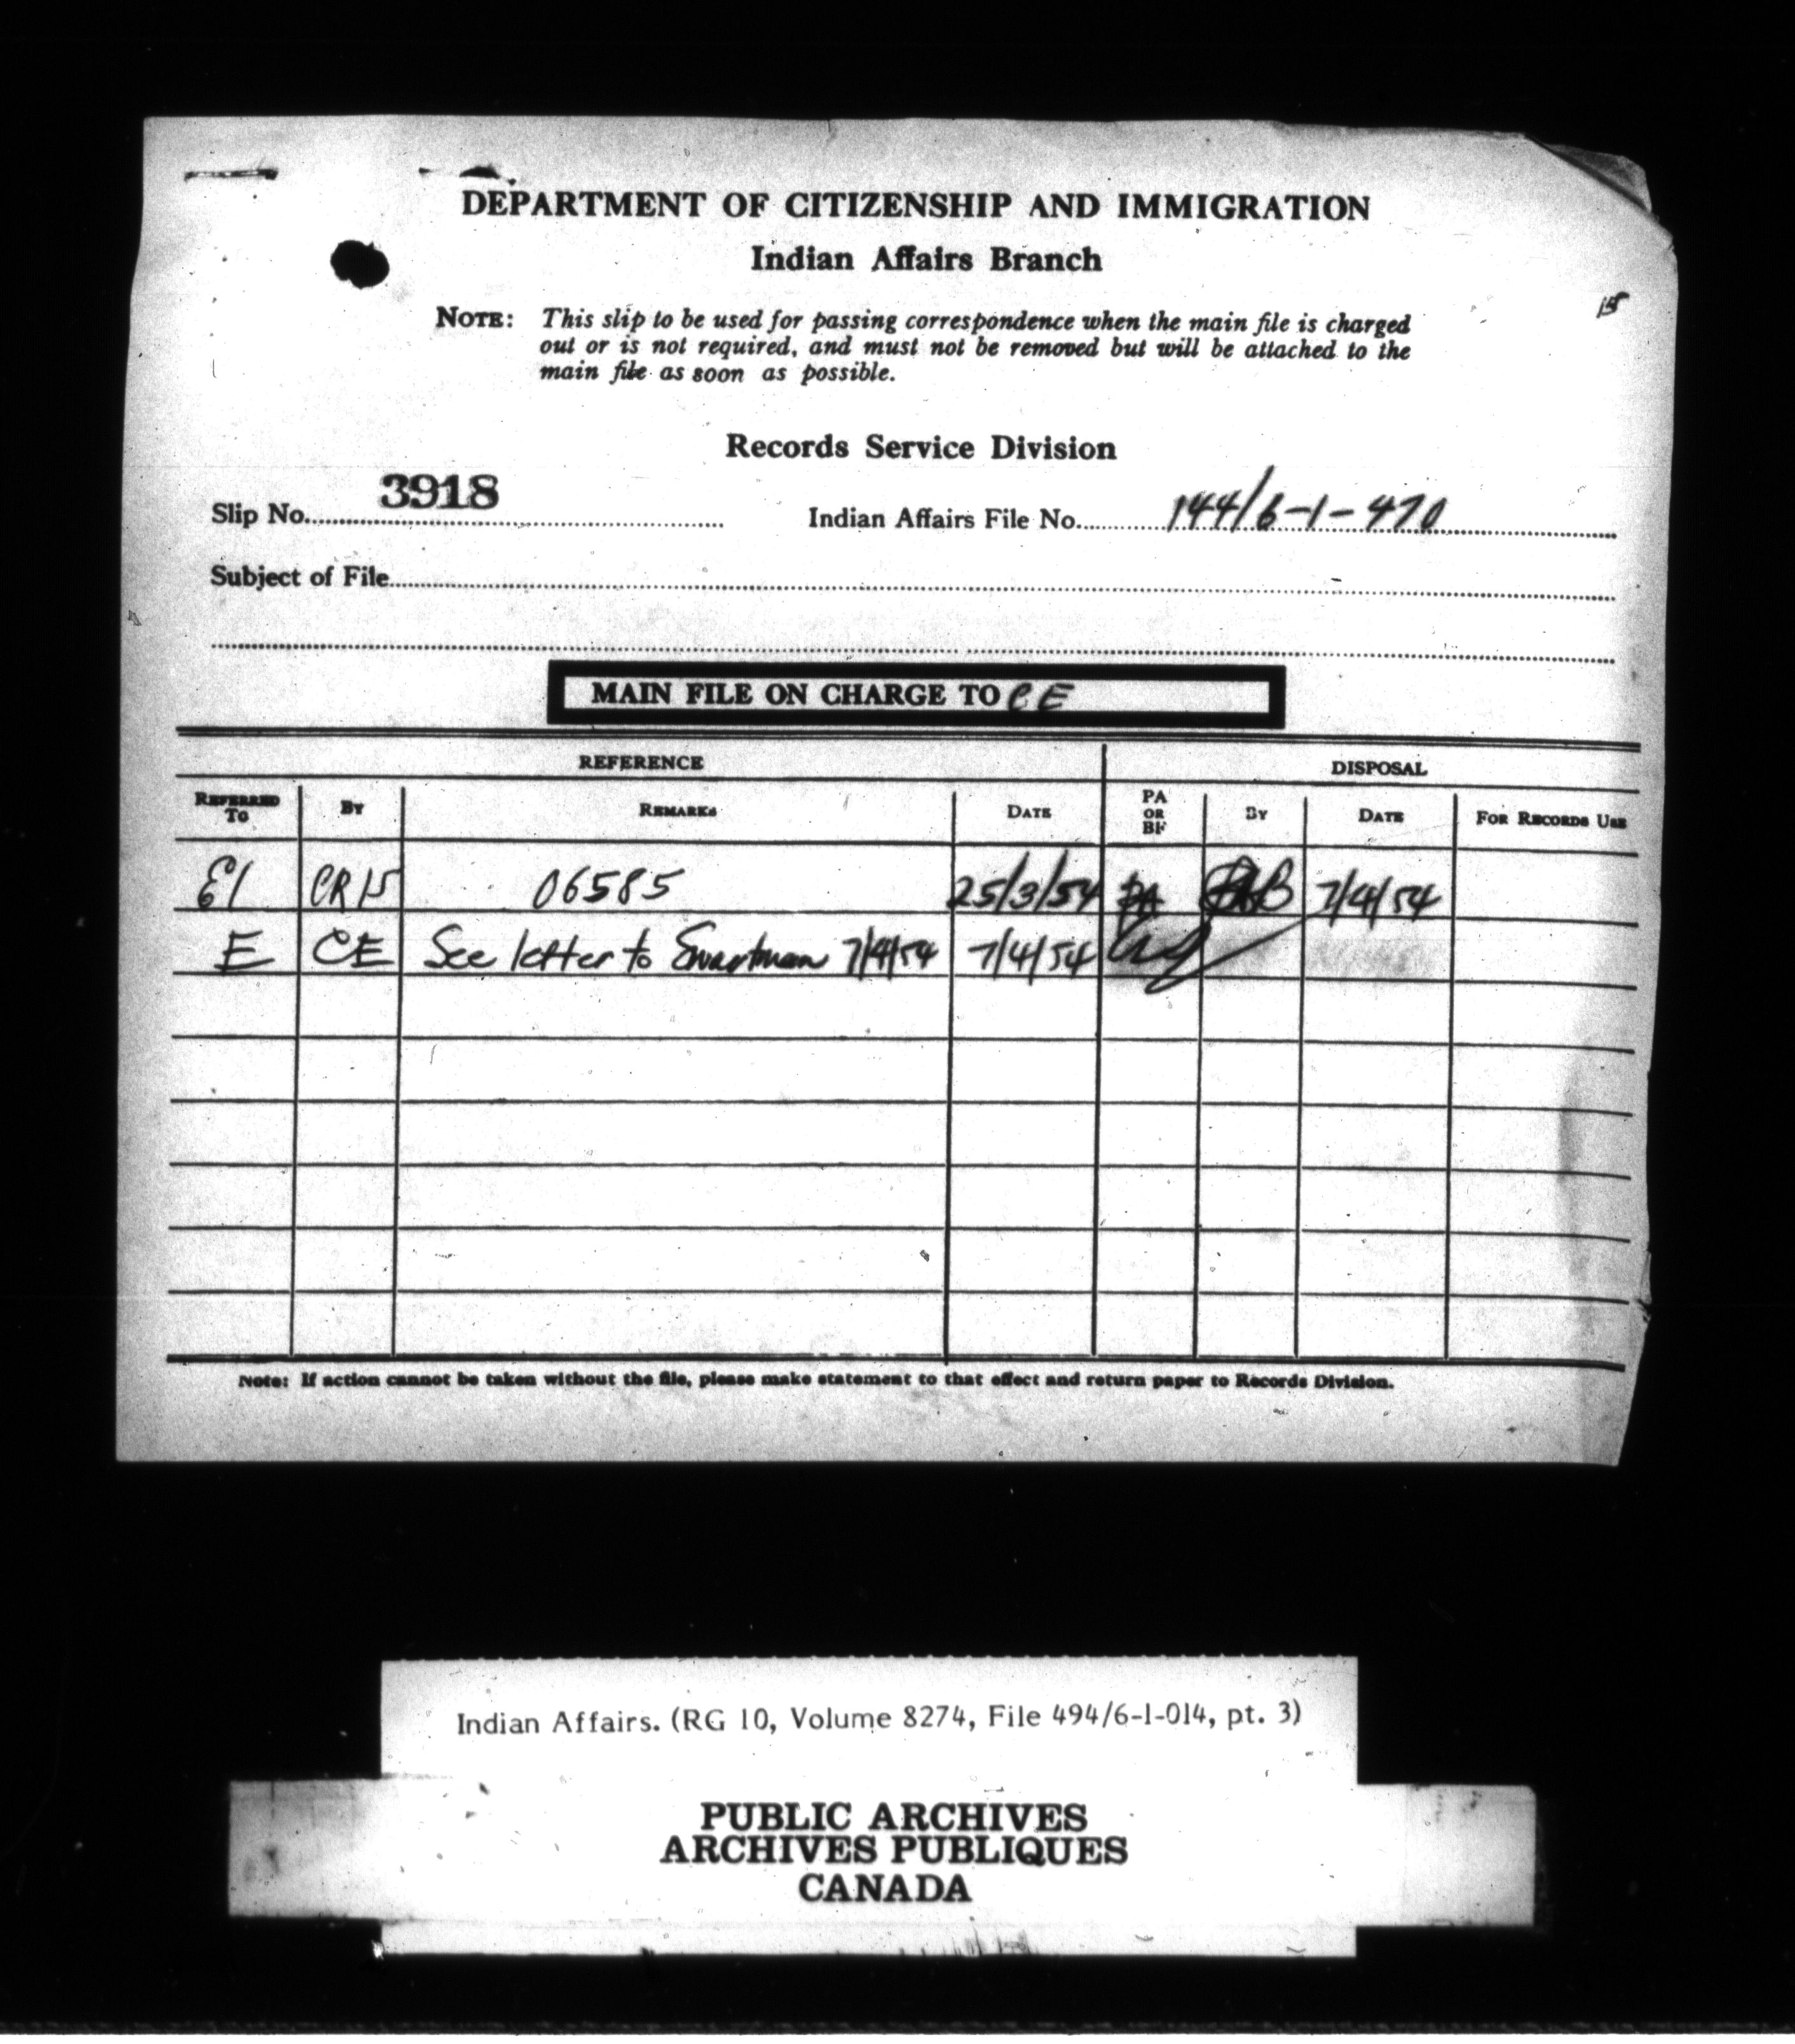 DEPARTMENT OF CITIZENSHIP AND IMMIGRATION
Indian Affairs Branch
15
NOTE: This slip to be used for passing correspondence when the main file is charged
out or is not required, and must not be removed but will be attached to the
main file as soon as possible.
Records Service Division
Slip No. 3918 Indian Affairs File No. 144/6-1-470
Subject of File
MAIN FILE ON CHARGE TO CE
REFERENCE DISPOSAL
REFERRED TO BY REMARKS DATE PA OR BF BY DATE FOR RECORDS USE
E1 CR15 06585 25/3/54 PA 7/4/54
E CE See letter to Swartman 7/4/54 7/4/54
Note: If action cannot be taken without the file, please make statement to that effect and return paper to Records Division.
Indian Affairs. (RG 10, Volume 8274, File 494/6-1-014, pt. 3)
PUBLIC ARCHIVES
ARCHIVES PUBLIQUES
CANADA